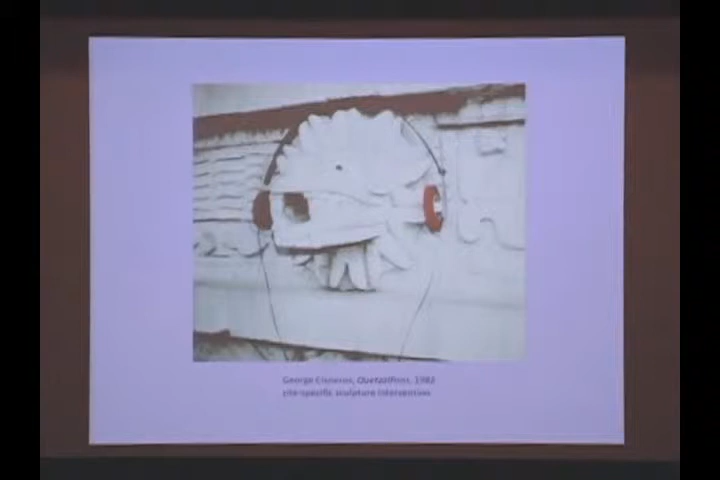 George Cisneros, 1982
site-specific sculpture intervention